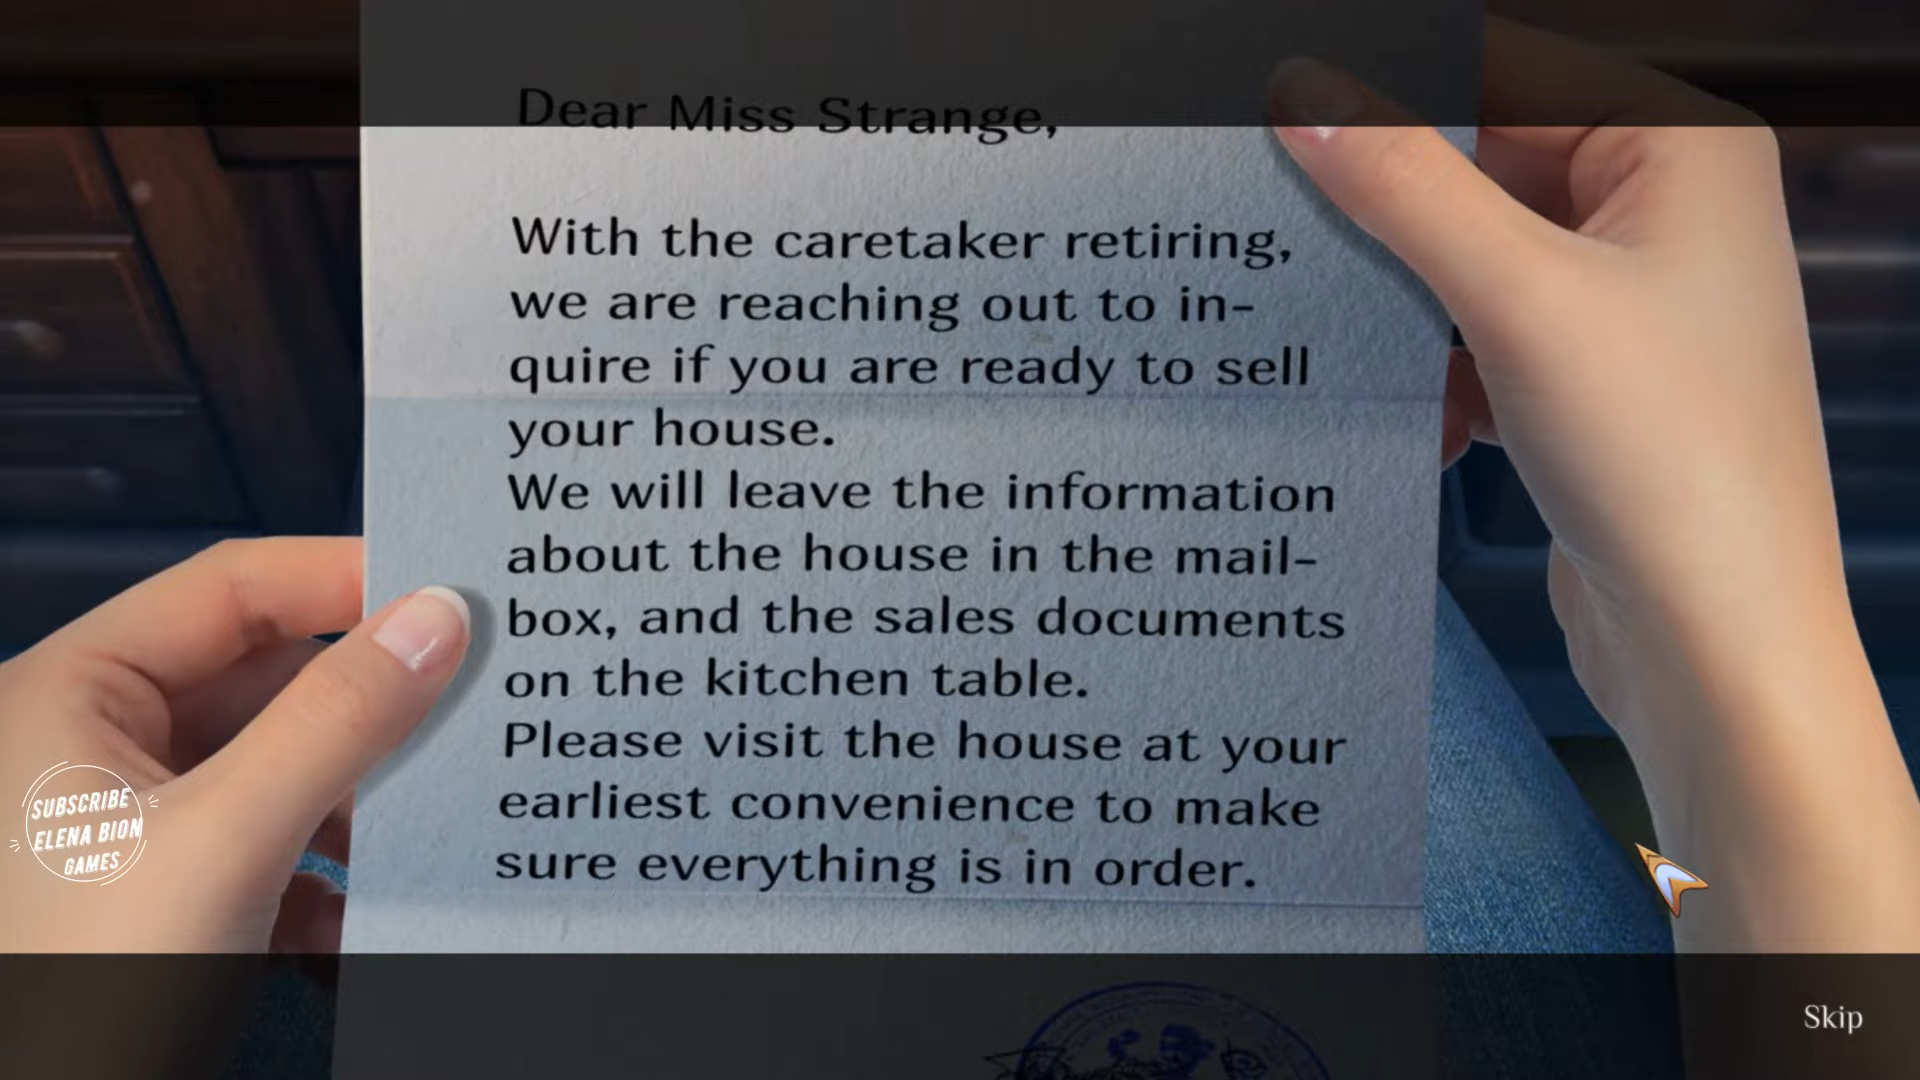 Dear Miss Strange,
With the caretaker retiring,
we are reaching out to in-
quire if you are ready to sell
your house.
We will leave the information
about the house in the mail-
box, and the sales documents
on the kitchen table.
Please visit the house at your
earliest convenience to make
sure everything is in order.
SUBSCRIBE
ELENA BION
GAMES
Skip